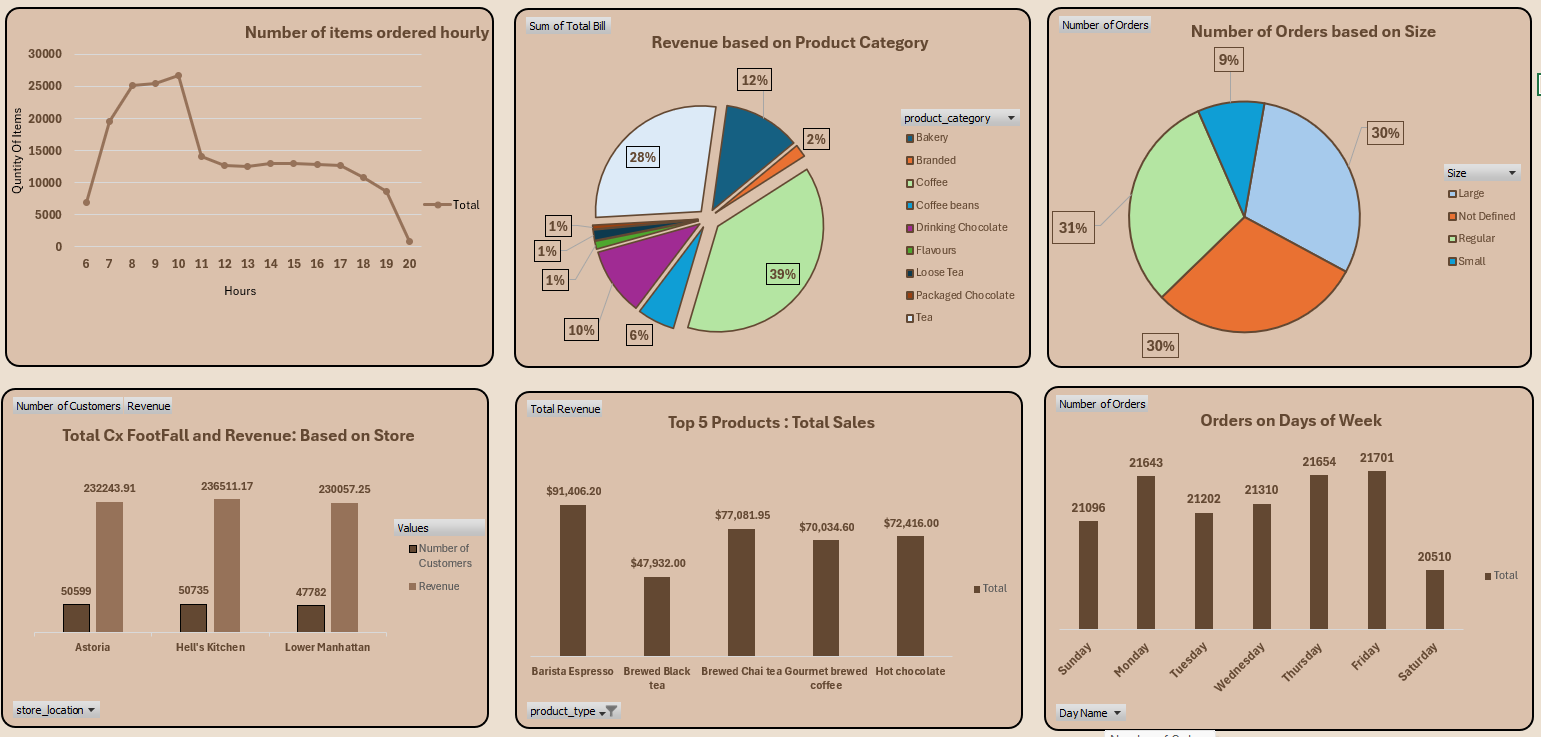 Number of items ordered hourly
30000
25000
20000
15000
10000
5000
0
Quntity Of Items
6 7 8 9 10 11 12 13 14 15 16 17 18 19 20
Hours
Total
Sum of Total Bill
Revenue based on Product Category
12%
2%
28%
39%
1%
1%
1%
10%
6%
product_category
Bakery
Branded
Coffee
Coffee beans
Drinking Chocolate
Flavours
Loose Tea
Packaged Chocolate
Tea
Number of Orders
Number of Orders based on Size
9%
30%
31%
30%
Size
Large
Not Defined
Regular
Small
Number of Customers Revenue
Total Cx FootFall and Revenue: Based on Store
232243.91 236511.17 230057.25
50599 50735 47782
Astoria Hell's Kitchen Lower Manhattan
Values
Number of
Customers
Revenue
store_location
Total Revenue
Top 5 Products : Total Sales
$91,406.20
$47,932.00
$77,081.95
$70,034.60
$72,416.00
Barista Espresso Brewed Black Brewed Chai tea Gourmet brewed Hot chocolate
tea coffee
Total
product_type
Number of Orders
Orders on Days of Week
21096
21643
21202
21310
21654
21701
20510
Sunday
Monday
Tuesday
Wednesday
Thursday
Friday
Saturday
Total
Day Name